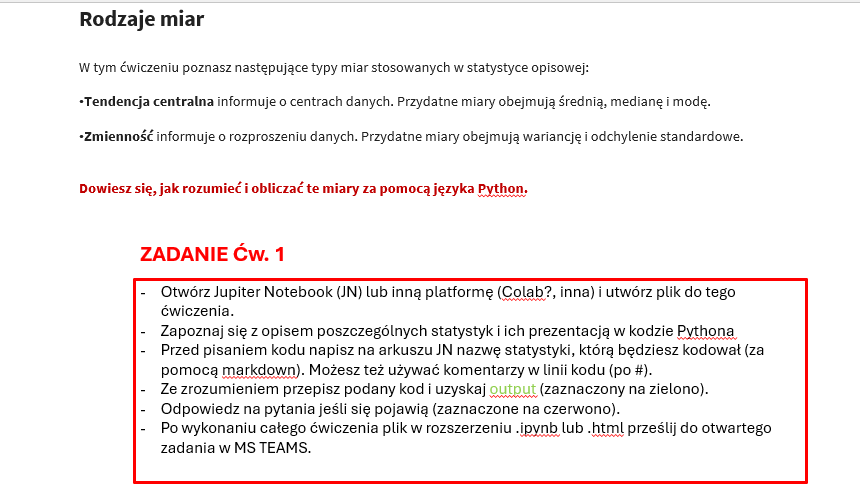 Rodzaje miar
W tym ćwiczeniu poznasz następujące typy miar stosowanych w statystyce opisowej:
•Tendencja centralna informuje o centrach danych. Przydatne miary obejmują średnią, medianę i modę.
•Zmienność informuje o rozproszeniu danych. Przydatne miary obejmują wariancję i odchylenie standardowe.
Dowiesz się, jak rozumieć i obliczać te miary za pomocą języka Python.
ZADANIE Ćw. 1
- Otwórz Jupiter Notebook (JN) lub inną platformę (Colab?, inna) i utwórz plik do tego
ćwiczenia.
- Zapoznaj się z opisem poszczególnych statystyk i ich prezentacją w kodzie Pythona
- Przed pisaniem kodu napisz na arkuszu JN nazwę statystyki, którą będziesz kodował (za
pomocą markdown). Możesz też używać komentarzy w linii kodu (po #).
- Ze zrozumieniem przepisz podany kod i uzyskaj output (zaznaczony na zielono).
- Odpowiedz na pytania jeśli się pojawią (zaznaczone na czerwono).
- Po wykonaniu całego ćwiczenia plik w rozszerzeniu .ipynb lub .html prześlij do otwartego
zadania w MS TEAMS.